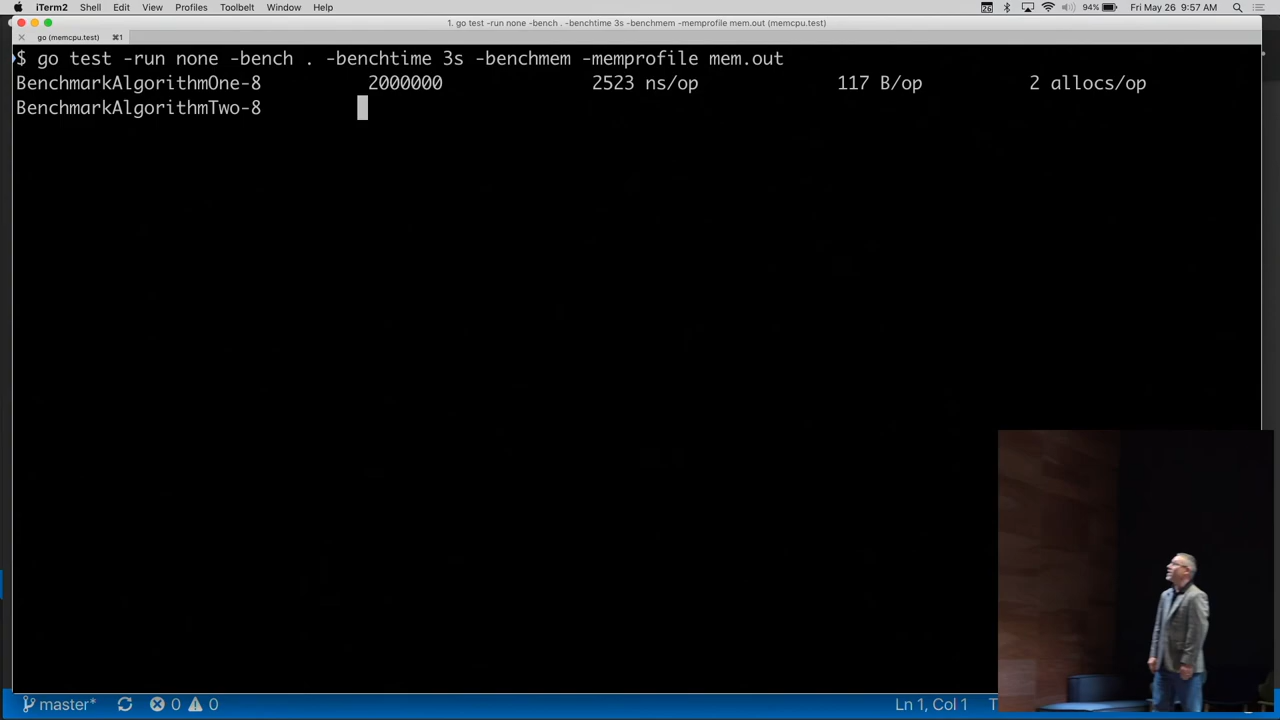 iTerm2 Shell Edit View Profiles Toolbelt Window Help 26 94% Fri May 26 9:57 AM
1. go test -run none -bench . -benchtime 3s -benchmem -memprofile mem.out (memcpu.test)
go (memcpu.test) ⌘1
$ go test -run none -bench . -benchtime 3s -benchmem -memprofile mem.out
BenchmarkAlgorithmOne-8 2000000 2523 ns/op 117 B/op 2 allocs/op
BenchmarkAlgorithmTwo-8
master* 0 0 Ln 1, Col 1